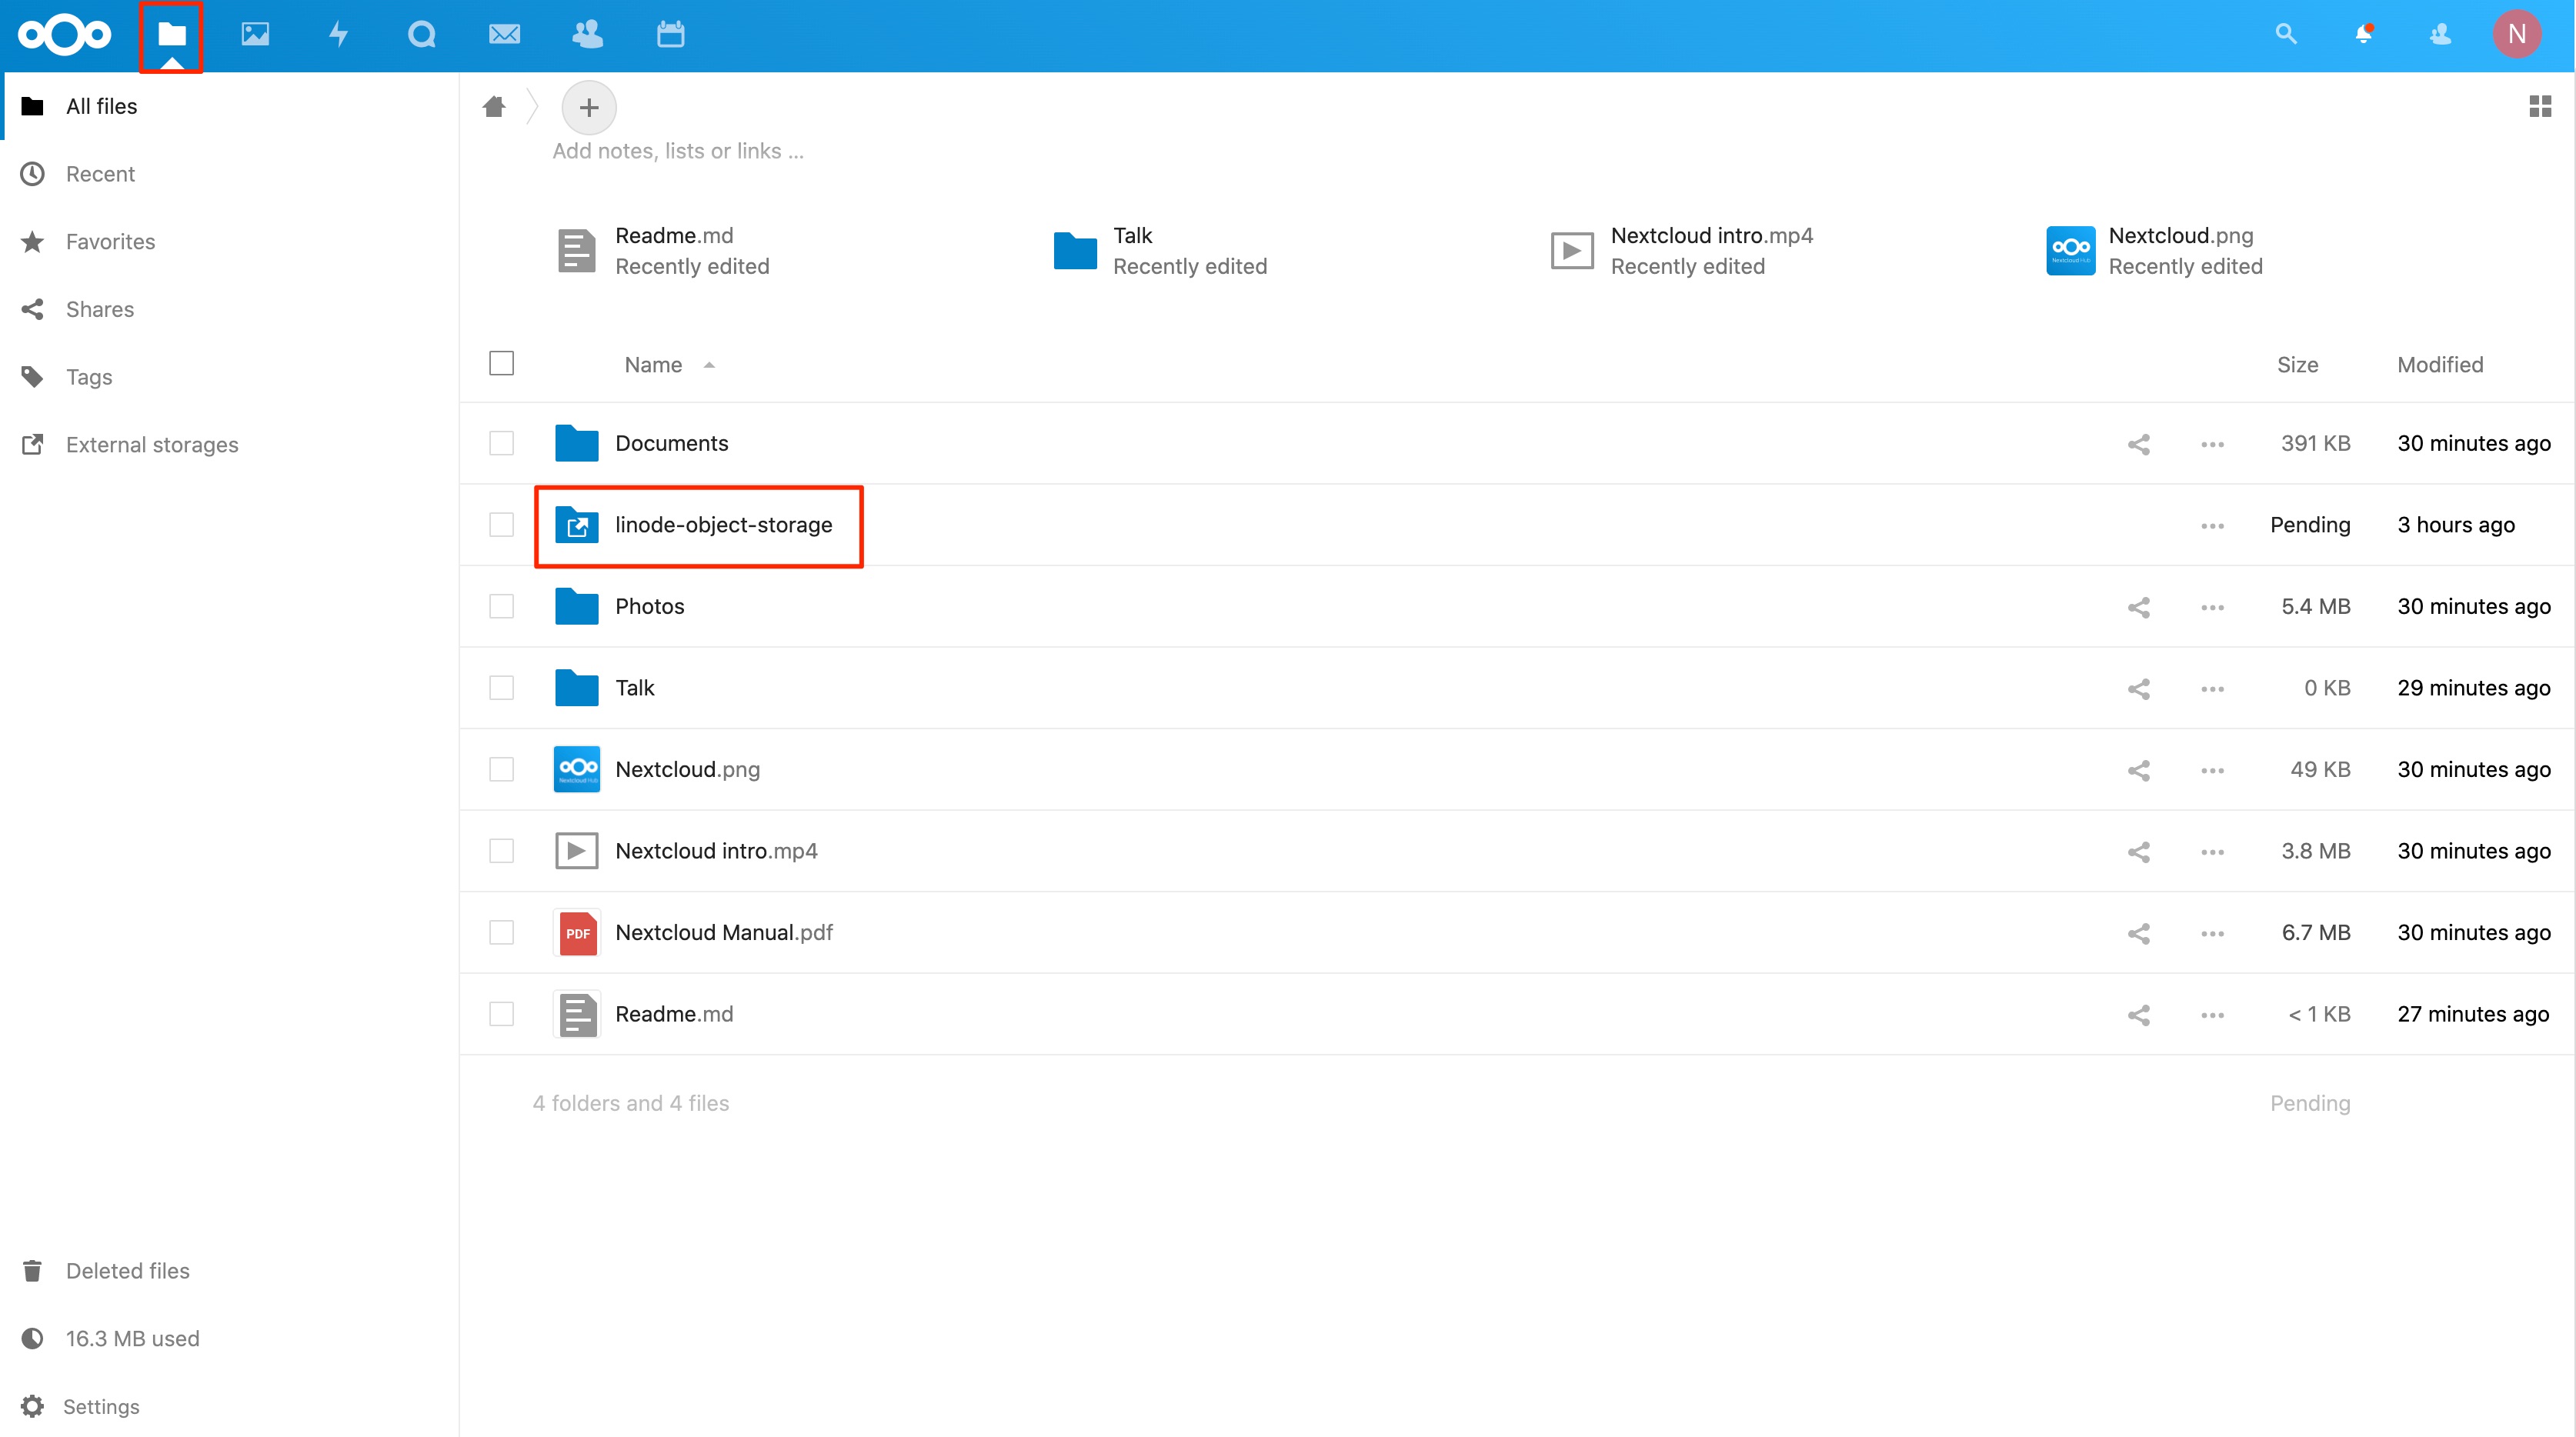 N
All files
Recent
Favorites
Shares
Tags
External storages
Add notes, lists or links ...
Readme.md
Recently edited
Talk
Recently edited
Nextcloud intro.mp4
Recently edited
Nextcloud.png
Recently edited
Name Size Modified
Documents 391 KB 30 minutes ago
linode-object-storage Pending 3 hours ago
Photos 5.4 MB 30 minutes ago
Talk 0 KB 29 minutes ago
Nextcloud.png 49 KB 30 minutes ago
Nextcloud intro.mp4 3.8 MB 30 minutes ago
PDF Nextcloud Manual.pdf 6.7 MB 30 minutes ago
Readme.md < 1 KB 27 minutes ago
4 folders and 4 files Pending
Deleted files
16.3 MB used
Settings